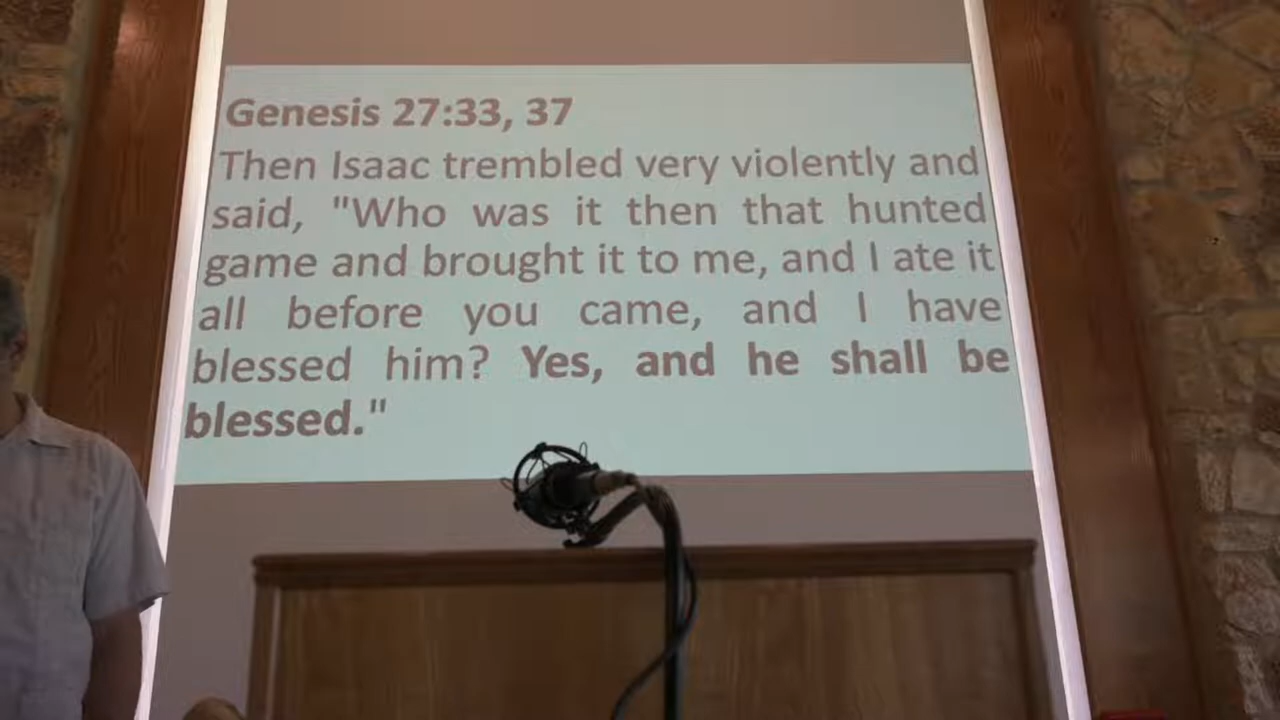 Genesis 27:33, 37
Then Isaac trembled very violently and
said, "Who was it then that hunted
game and brought it to me, and I ate it
all before you came, and I have
blessed him? Yes, and he shall be
blessed."